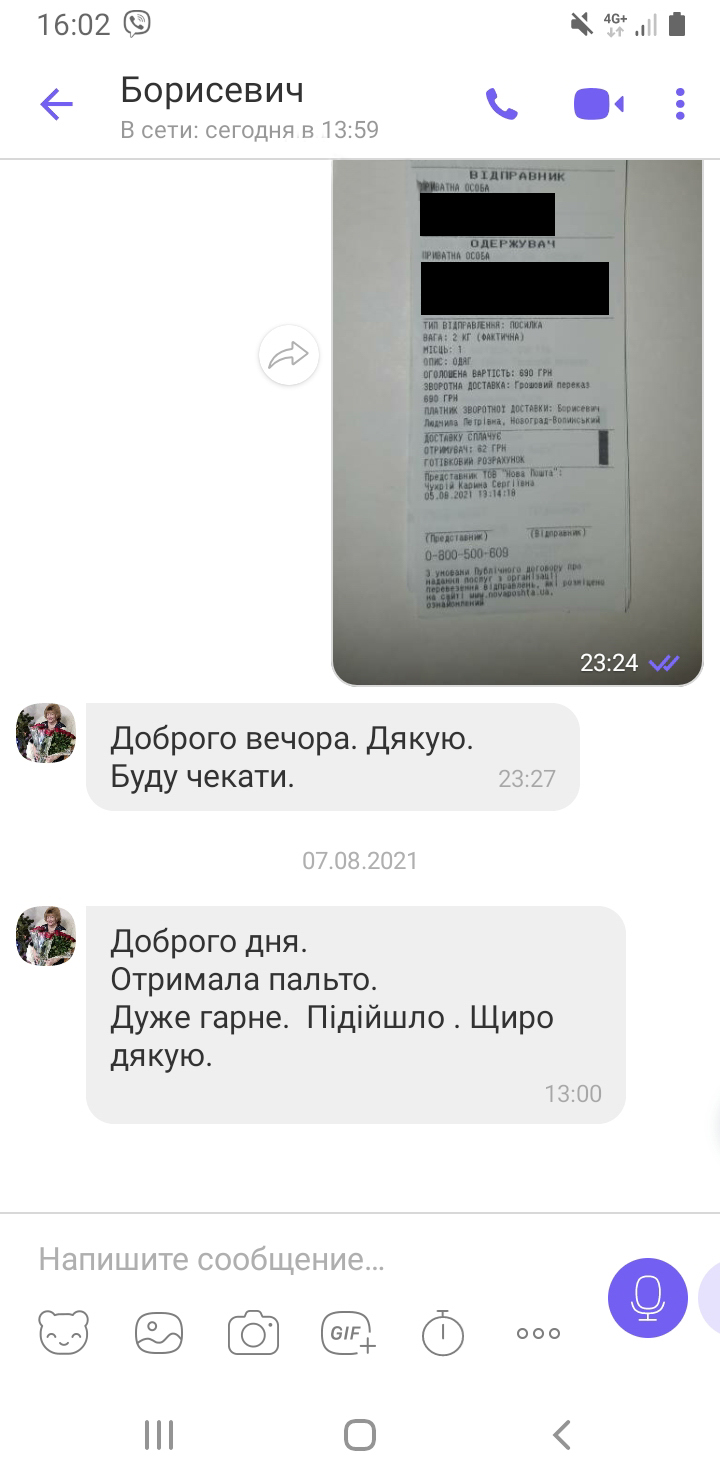 16:02
4G+
Борисевич
В сети: сегодня в 13:59
ВІДПРАВНИК
ПРИВАТНА ОСОБА
ОДЕРЖУВАЧ
ПРИВАТНА ОСОБА
ТИП ВІДПРАВЛЕННЯ: ПОСИЛКА
ВАГА: 2 КГ (ФАКТИЧНА)
МІСЦЬ: 1
ОПИС: ОДЯГ
ОГОЛОШЕНА ВАРТІСТЬ: 690 ГРН
ЗВОРОТНА ДОСТАВКА: Грошовий переказ
690 ГРН
ПЛАТНИК ЗВОРОТНОЇ ДОСТАВКИ: Борисевич
Людмила Петрівна, Новоград-Волинський
ДОСТАВКУ СПЛАЧУЄ
ОТРИМУВАЧ: 62 ГРН
ГОТІВКОВИЙ РОЗРАХУНОК
Представник ТОВ "Нова Пошта":
Чухрій Карина Сергіївна
05.08.2021 13:14:18
(Представник) (Відправник)
0-800-500-609
З умовами Публічного договору про
надання послуг з організації
перевезення відправлень, які розміщено
на сайті www.novaposhta.ua,
ознайомлений
23:24
Доброго вечора. Дякую.
Буду чекати.
23:27
07.08.2021
Доброго дня.
Отримала пальто.
Дуже гарне. Підійшло . Щиро
дякую.
13:00
Напишите сообщение...
GIF